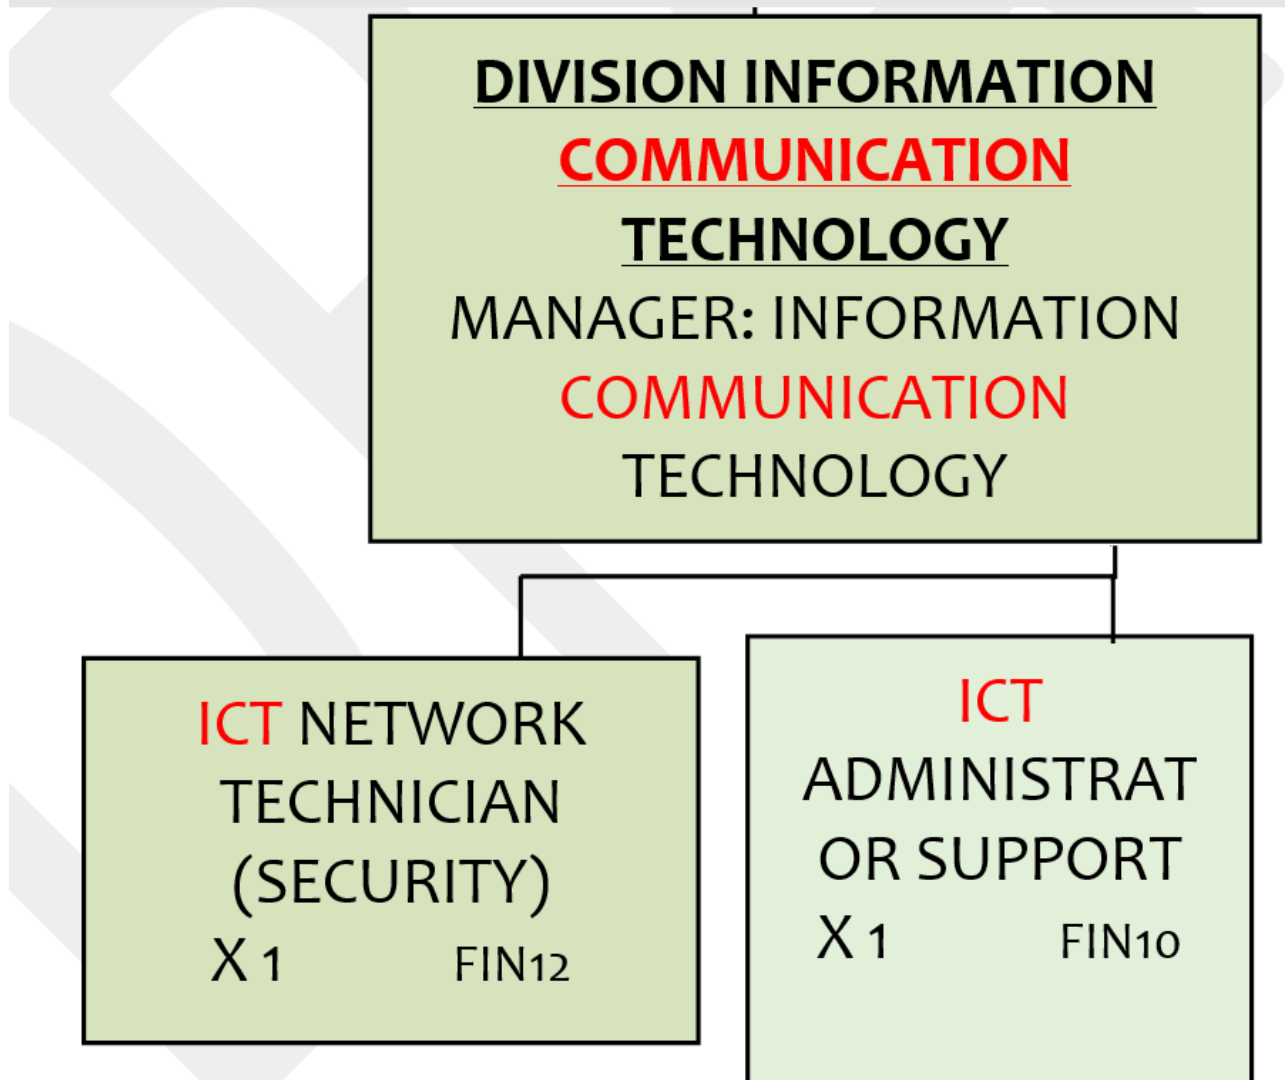 DIVISION INFORMATION
COMMUNICATION
TECHNOLOGY
MANAGER: INFORMATION
COMMUNICATION
TECHNOLOGY
ICT NETWORK
TECHNICIAN
(SECURITY)
X 1 FIN12
ICT
ADMINISTRAT
OR SUPPORT
X 1 FIN10